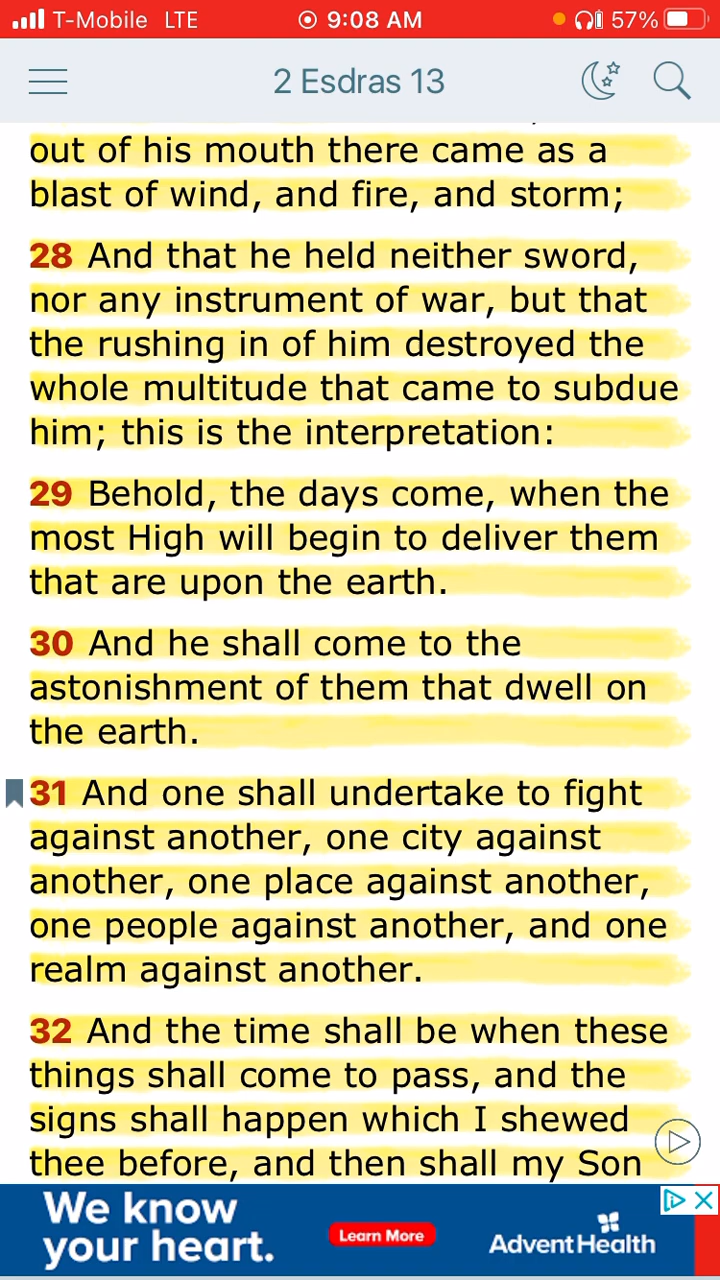 T-Mobile LTE 9:08 AM 57%
2 Esdras 13
out of his mouth there came as a
blast of wind, and fire, and storm;
28 And that he held neither sword,
nor any instrument of war, but that
the rushing in of him destroyed the
whole multitude that came to subdue
him; this is the interpretation:
29 Behold, the days come, when the
most High will begin to deliver them
that are upon the earth.
30 And he shall come to the
astonishment of them that dwell on
the earth.
31 And one shall undertake to fight
against another, one city against
another, one place against another,
one people against another, and one
realm against another.
32 And the time shall be when these
things shall come to pass, and the
signs shall happen which I shewed
thee before, and then shall my Son
We know
your heart.
Learn More
AdventHealth